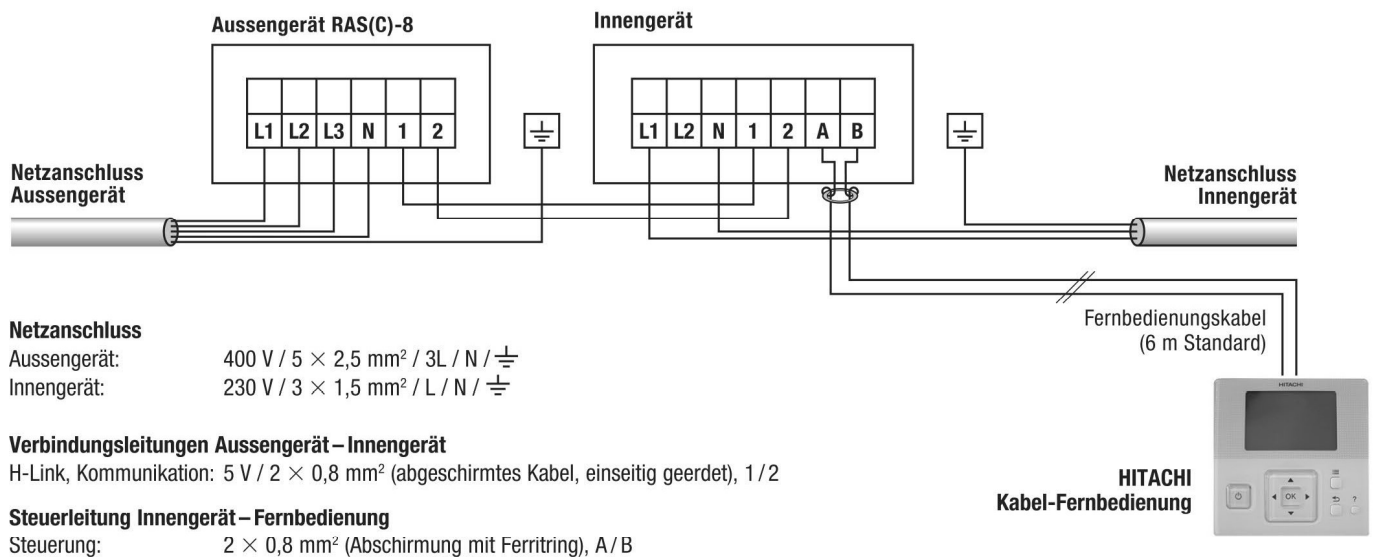 Aussengerät RAS(C)-8
Innengerät
L1 L2 L3 N 1 2
L1 L2 N 1 2 A B
Netzanschluss
Aussengerät
Netzanschluss
Innengerät
Fernbedienungskabel
(6 m Standard)
Netzanschluss
Aussengerät: 400 V / 5 × 2,5 mm² / 3L / N / ⏚
Innengerät: 230 V / 3 × 1,5 mm² / L / N / ⏚
Verbindungsleitungen Aussengerät – Innengerät
H-Link, Kommunikation: 5 V / 2 × 0,8 mm² (abgeschirmtes Kabel, einseitig geerdet), 1 / 2
Steuerleitung Innengerät – Fernbedienung
Steuerung: 2 × 0,8 mm² (Abschirmung mit Ferritring), A / B
HITACHI
Kabel-Fernbedienung
HITACHI
OK
?